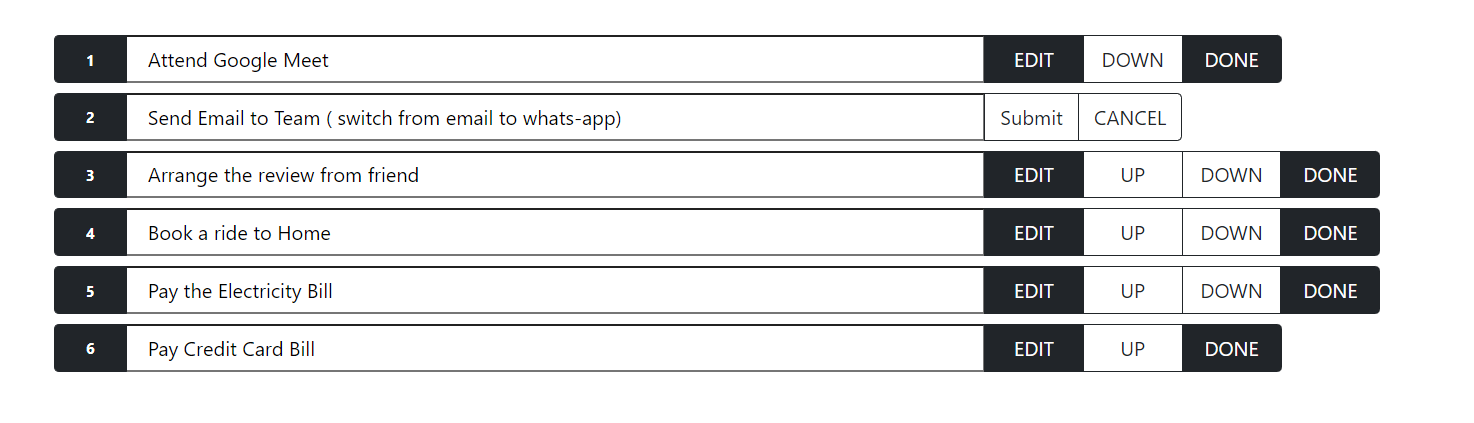 1 Attend Google Meet EDIT DOWN DONE
2 Send Email to Team ( switch from email to whats-app) Submit CANCEL
3 Arrange the review from friend EDIT UP DOWN DONE
4 Book a ride to Home EDIT UP DOWN DONE
5 Pay the Electricity Bill EDIT UP DOWN DONE
6 Pay Credit Card Bill EDIT UP DONE